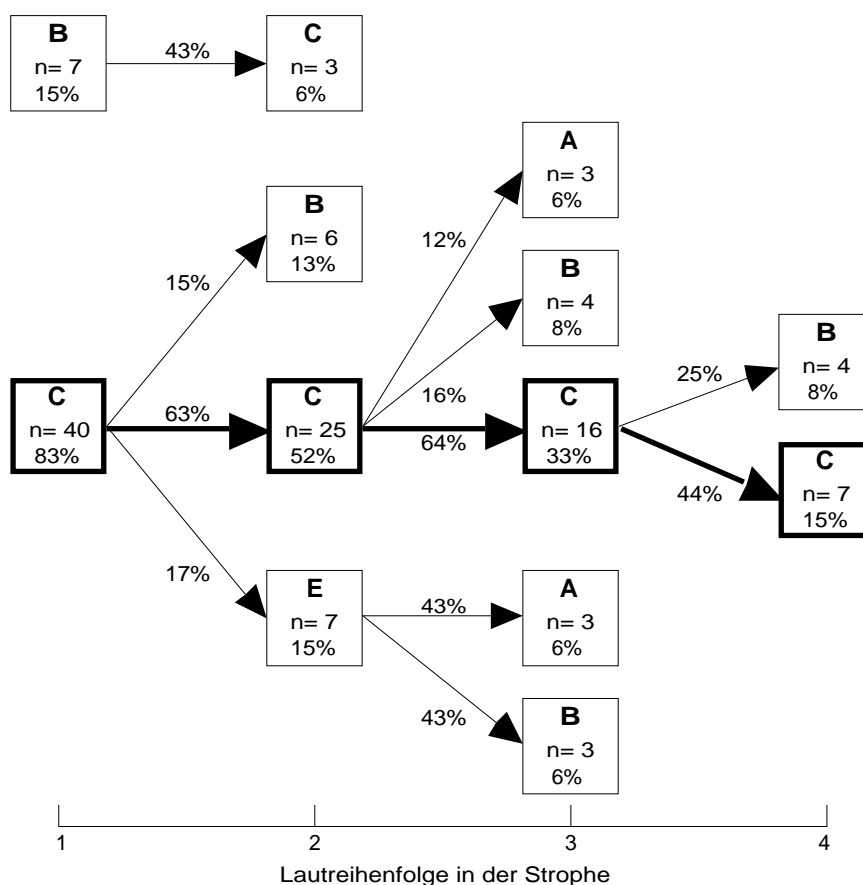 B
n= 7
15%
43%
C
n= 3
6%
A
n= 3
6%
B
n= 6
13%
12%
15%
B
n= 4
8%
B
n= 4
8%
C
n= 40
83%
63%
C
n= 25
52%
16%
64%
C
n= 16
33%
25%
44%
C
n= 7
15%
17%
E
n= 7
15%
43%
A
n= 3
6%
43%
B
n= 3
6%
1 2 3 4
Lautreihenfolge in der Strophe